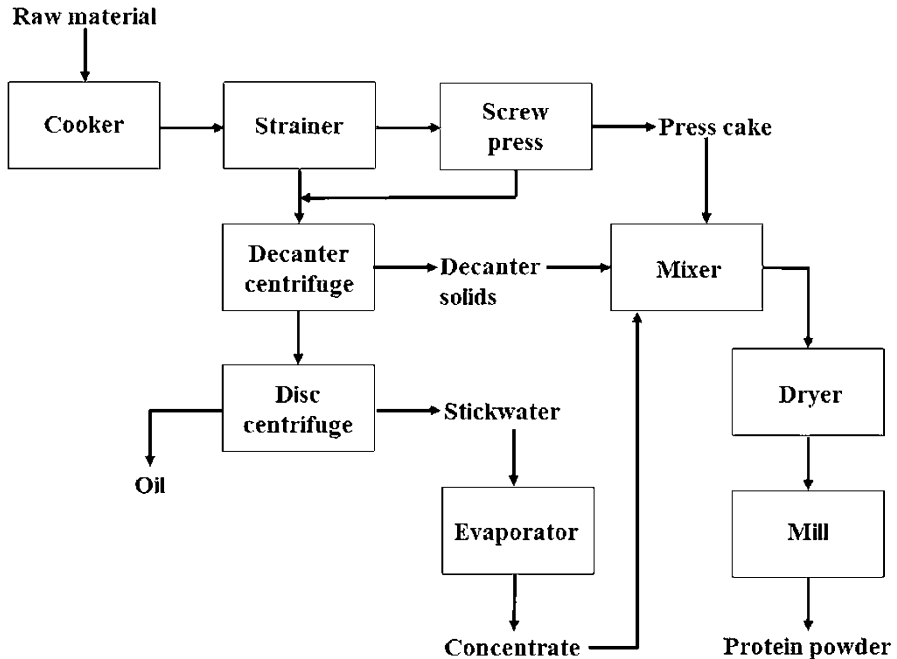 Raw material
Cooker
Strainer
Screw
press
Press cake
Decanter
centrifuge
Decanter
solids
Mixer
Disc
centrifuge
Stickwater
Dryer
Oil
Evaporator
Mill
Concentrate
Protein powder